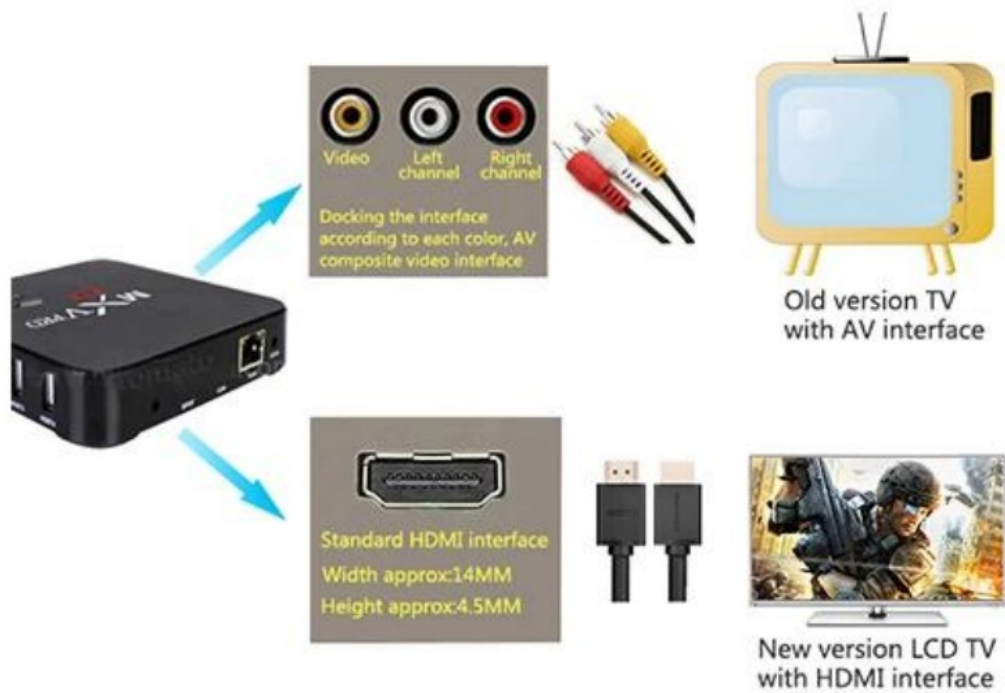 Video
Left
channel
Right
channel
Docking the interface
according to each color, AV
composite video interface
Old version TV
with AV interface
MXV
Standard HDMI interface
Width approx:14MM
Height approx:4.5MM
New version LCD TV
with HDMI interface